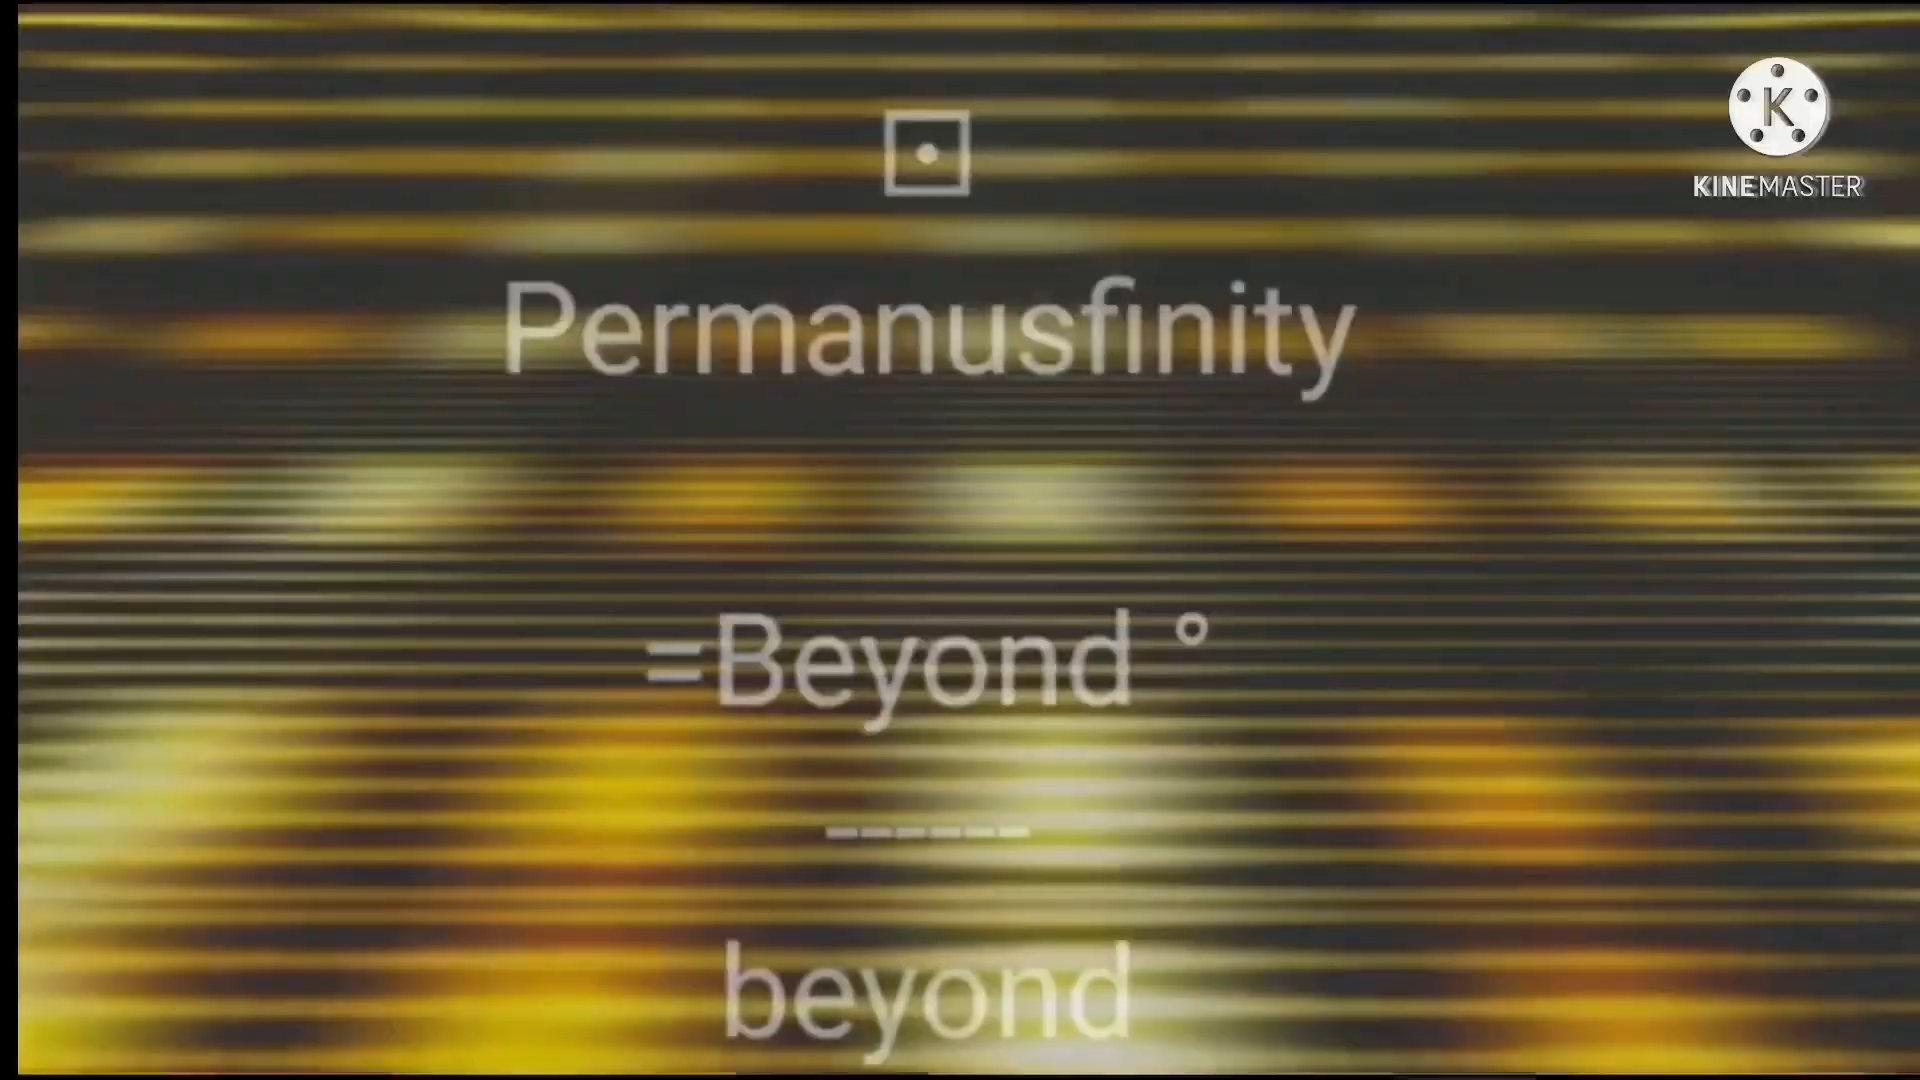 ⊡
K
KINEMASTER
Permanusfinity
=Beyond °
------
beyond